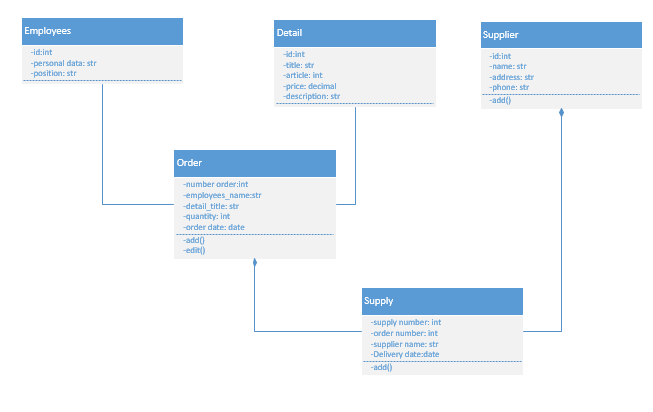 Employees
-id:int
-personal data: str
-position: str
Detail
-id:int
-title: str
-article: int
-price: decimal
-description: str
Supplier
-id:int
-name: str
-address: str
-phone: str
-add()
Order
-number order:int
-employees_name:str
-detail_title: str
-quantity: int
-order date: date
-add()
-edit()
Supply
-supply number: int
-order number: int
-supplier name: str
-Delivery date:date
-add()